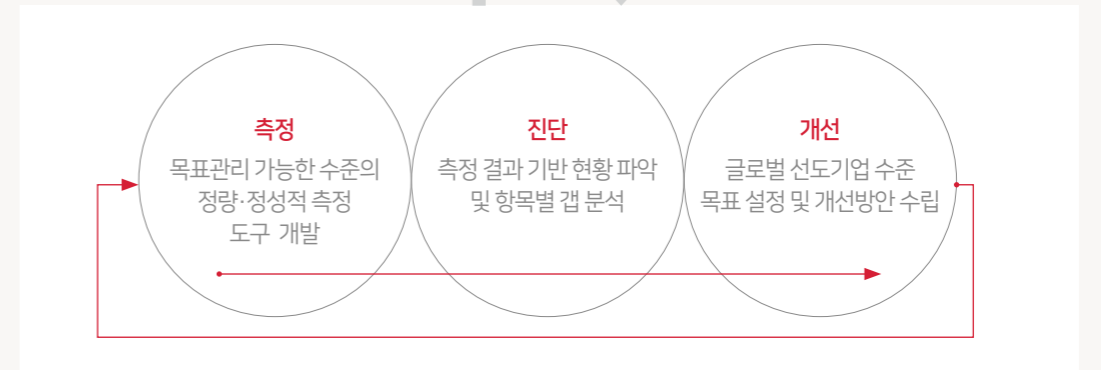 측정
목표관리 가능한 수준의
정량·정성적 측정
도구 개발
진단
측정 결과 기반 현황 파악
및 항목별 갭 분석
개선
글로벌 선도기업 수준
목표 설정 및 개선방안 수립